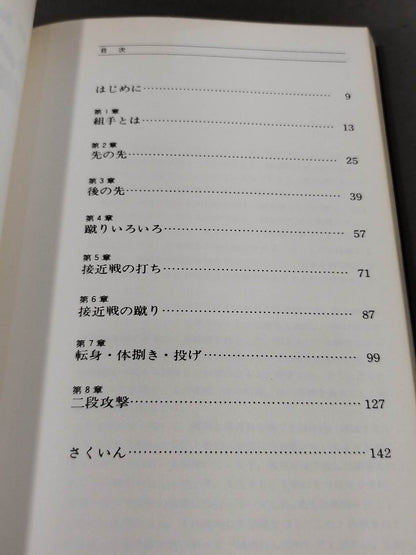 目 次
はじめに…………………………………… 9
第1章
組手とは…………………………………… 13
第2章
先の先……………………………………… 25
第3章
後の先……………………………………… 39
第4章
蹴りいろいろ……………………………… 57
第5章
接近戦の打ち……………………………… 71
第6章
接近戦の蹴り……………………………… 87
第7章
転身・体捌き・投げ……………………… 99
第8章
二段攻撃…………………………………… 127
さくいん…………………………………… 142